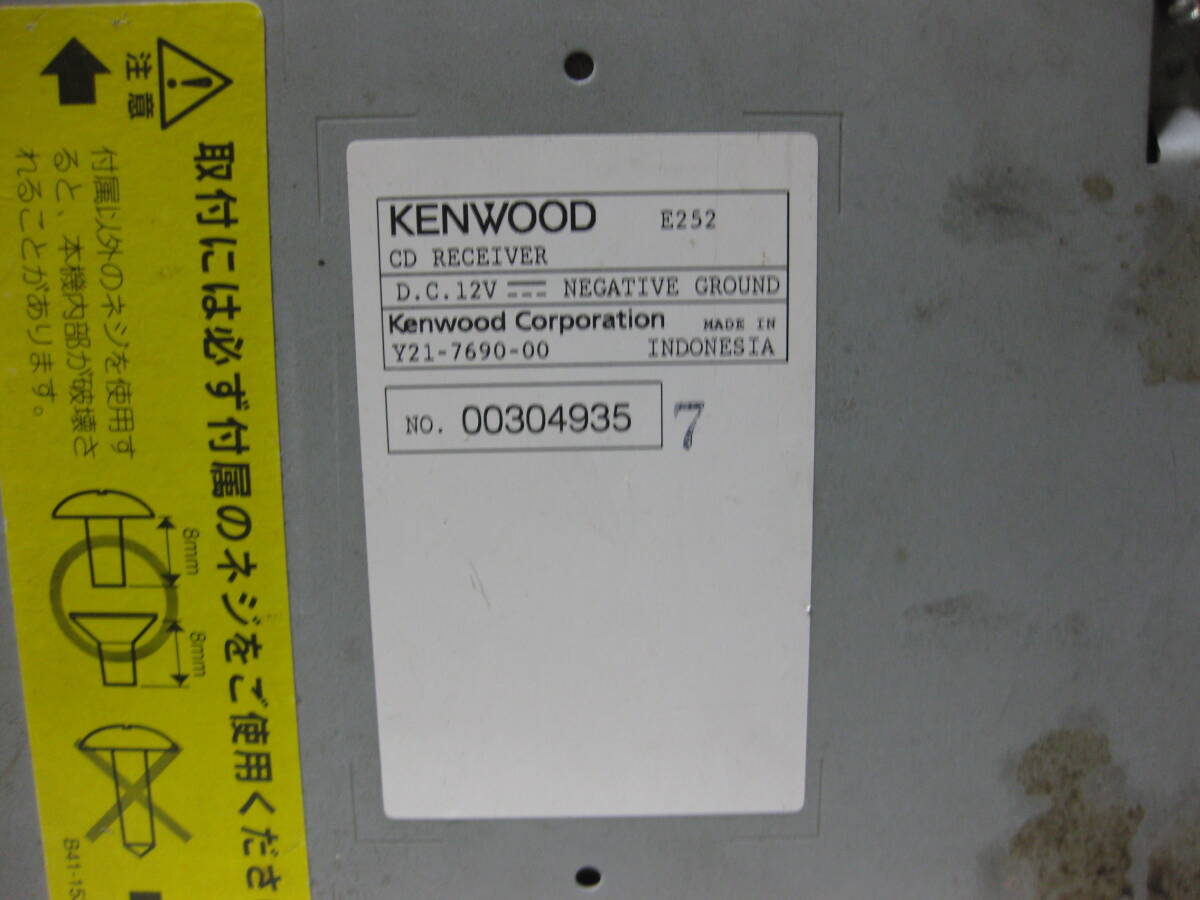 注意
取付には必ず付属のネジをご使用くださ
付属以外のネジを使用す
ると、本機内部が破壊さ
れることがあります。
8mm
8mm
B41-15
KENWOOD E252
CD RECEIVER
D.C.12V NEGATIVE GROUND
Kenwood Corporation MADE IN
Y21-7690-00 INDONESIA
NO. 00304935 7